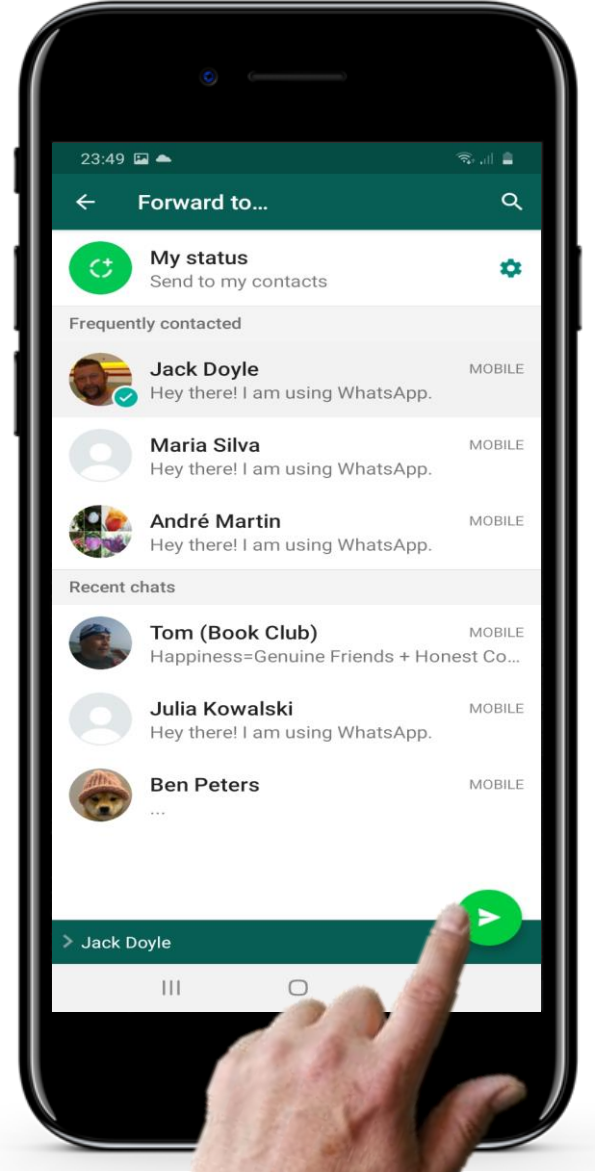 23:49
Forward to...
My status
Send to my contacts
Frequently contacted
Jack Doyle MOBILE
Hey there! I am using WhatsApp.
Maria Silva MOBILE
Hey there! I am using WhatsApp.
André Martin MOBILE
Hey there! I am using WhatsApp.
Recent chats
Tom (Book Club) MOBILE
Happiness=Genuine Friends + Honest Co...
Julia Kowalski MOBILE
Hey there! I am using WhatsApp.
Ben Peters MOBILE
...
> Jack Doyle